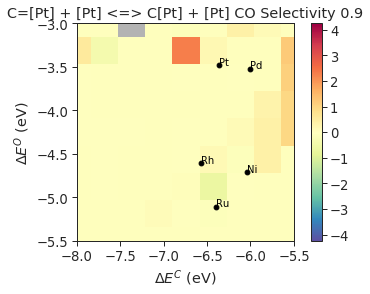 C=[Pt] + [Pt] <=> C[Pt] + [Pt] CO Selectivity 0.9
−3.0
−3.5
−4.0
−4.5
−5.0
−5.5
ΔE^O (eV)
Pt
Pd
Rh
Ni
Ru
−8.0 −7.5 −7.0 −6.5 −6.0 −5.5
ΔE^C (eV)
4
3
2
1
0
−1
−2
−3
−4